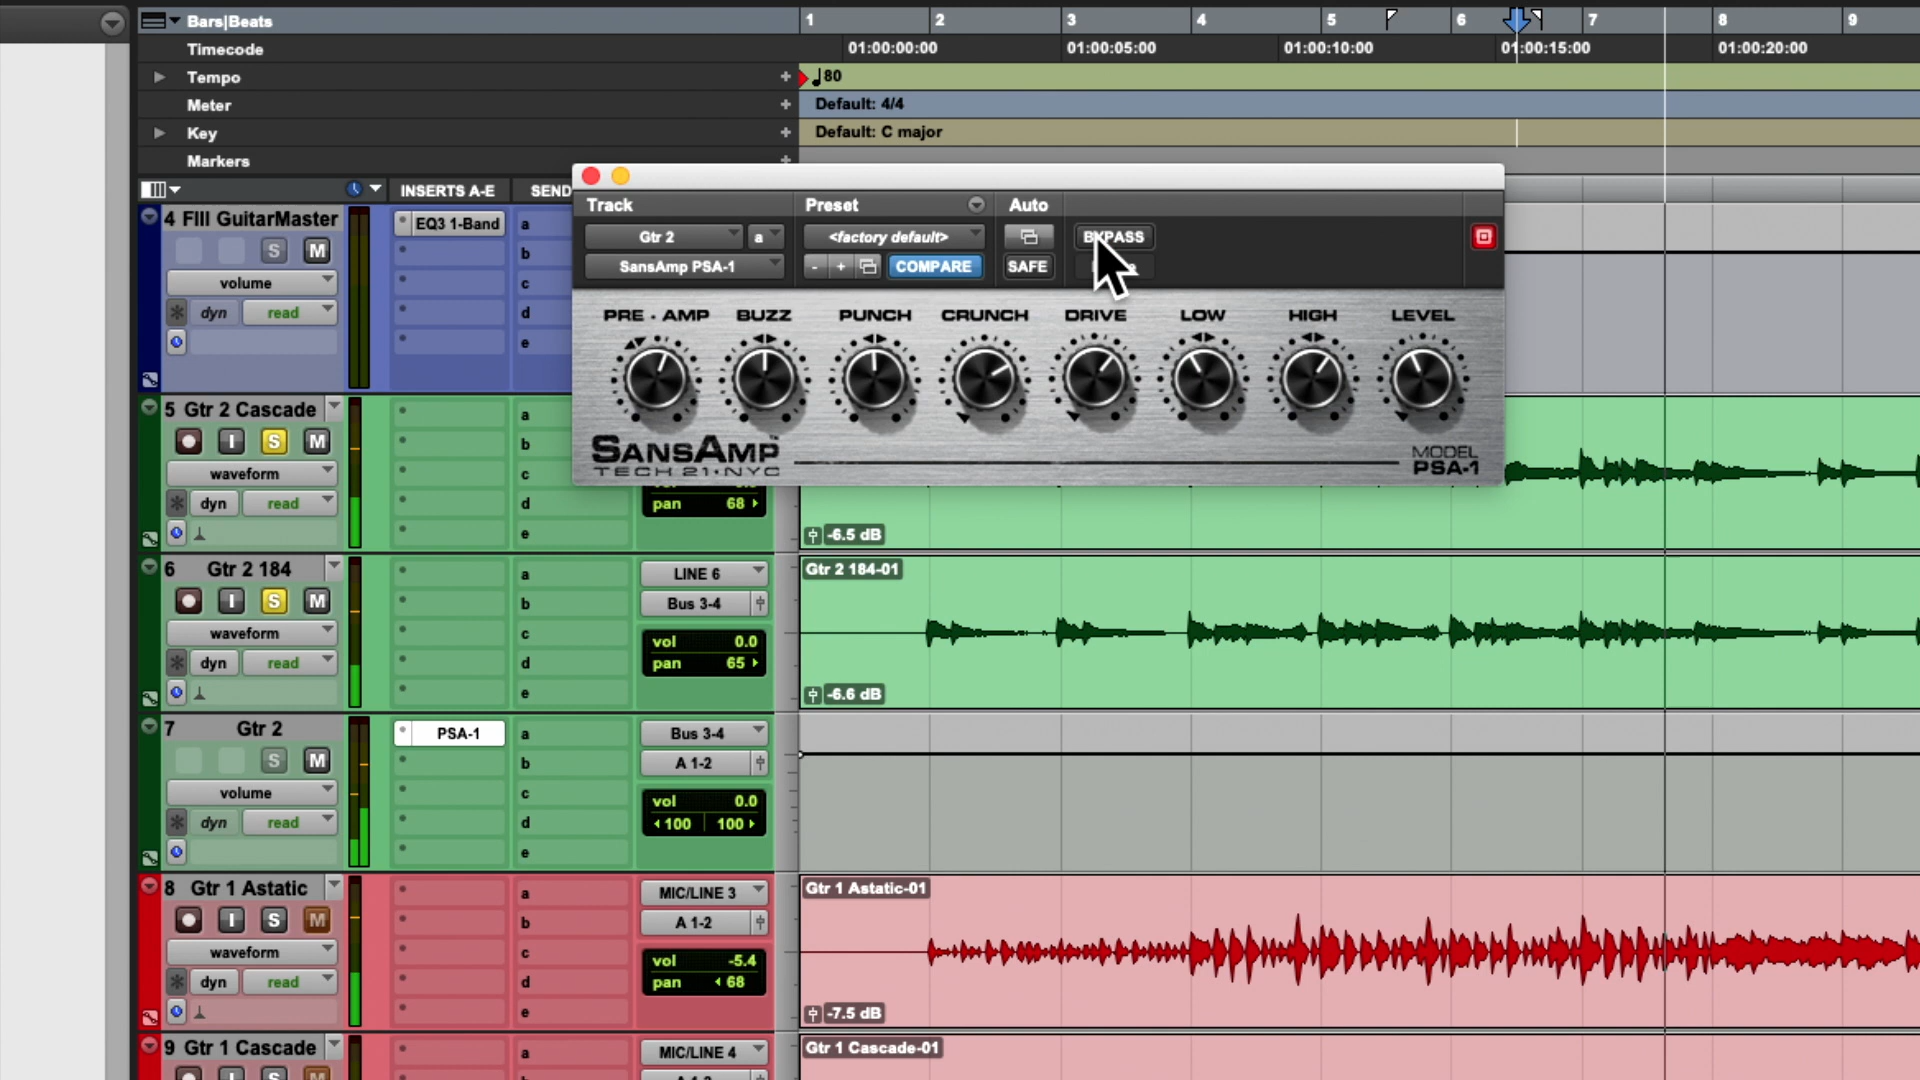 Bars|Beats 1 2 3 4 5 6 7 8 9
Timecode 01:00:00:00 01:00:05:00 01:00:10:00 01:00:15:00 01:00:20:00
Tempo + 80
Meter + Default: 4/4
Key + Default: C major
Markers +
INSERTS A-E SEND
Track Preset Auto
Gtr 2 a <factory default> BYPASS
SansAmp PSA-1 - + COMPARE SAFE
PRE - AMP BUZZ PUNCH CRUNCH DRIVE LOW HIGH LEVEL
SANSAMP
TECH 21 • NYC
MODEL
PSA-1
4 FIII GuitarMaster
S M
volume
dyn read
EQ3 1-Band
a
b
c
d
e
5 Gtr 2 Cascade
I S M
waveform
dyn read
a
b
c
d
e
pan 68
-6.5 dB
6 Gtr 2 184
I S M
waveform
dyn read
a
b
c
d
e
LINE 6
Bus 3-4
vol 0.0
pan 65
Gtr 2 184-01
-6.6 dB
7 Gtr 2
S M
volume
dyn read
PSA-1
a
b
c
d
e
Bus 3-4
A 1-2
vol 0.0
100 100
8 Gtr 1 Astatic
I S M
waveform
dyn read
a
b
c
d
e
MIC/LINE 3
A 1-2
vol -5.4
pan 68
Gtr 1 Astatic-01
-7.5 dB
9 Gtr 1 Cascade
a
MIC/LINE 4
Gtr 1 Cascade-01